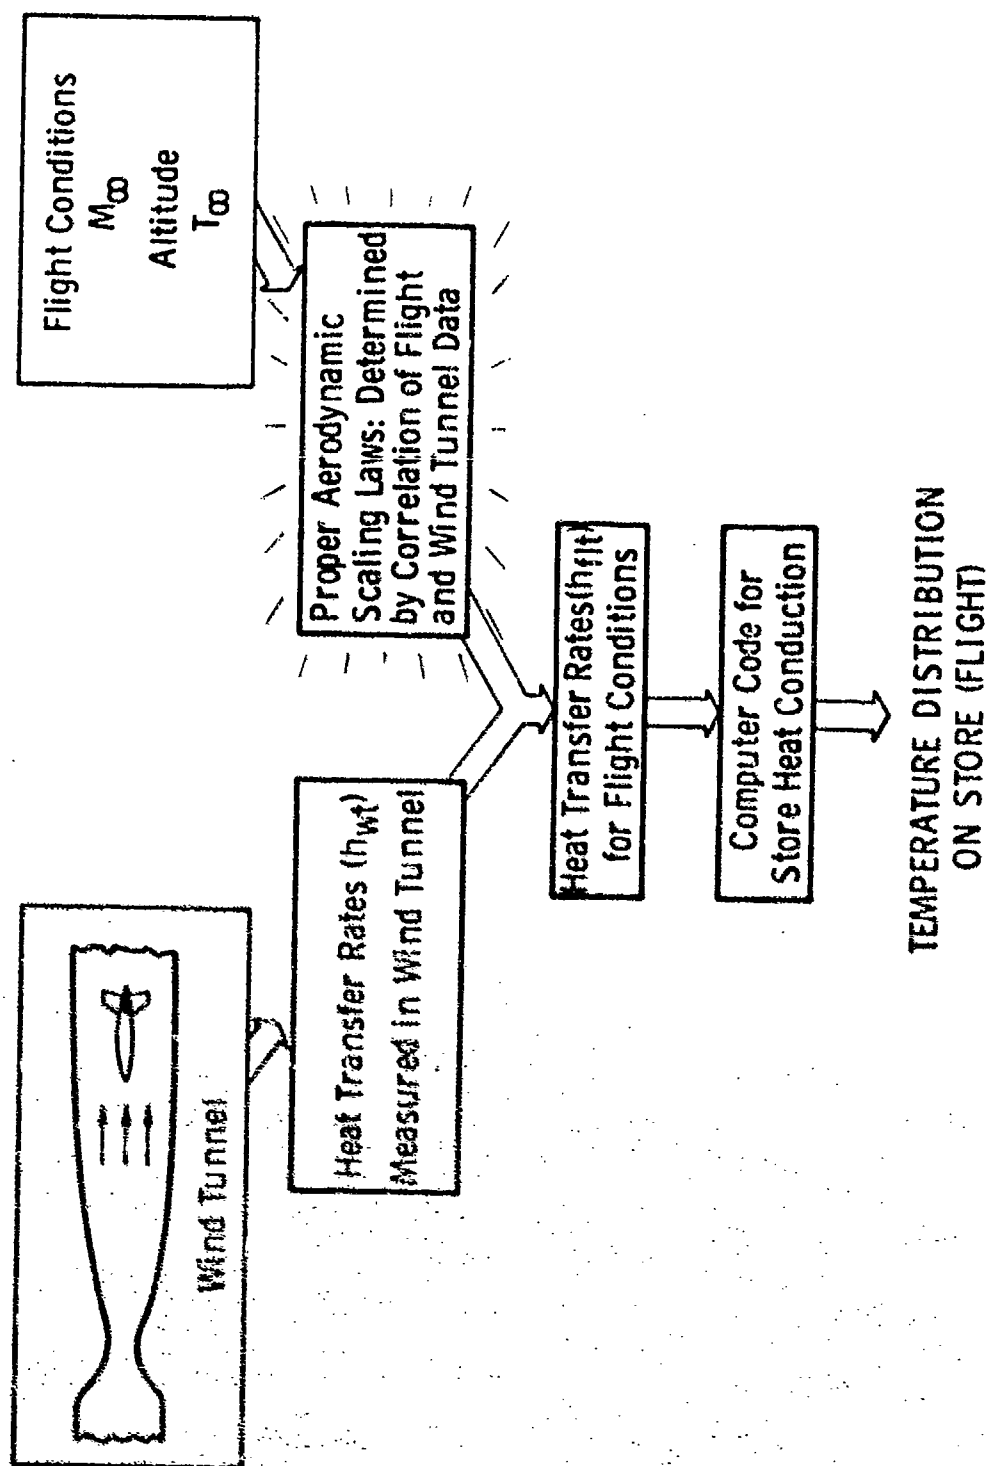 Wind Tunnel
Flight Conditions
M∞
Altitude
T∞
Heat Transfer Rates (hwt)
Measured in Wind Tunnel
Proper Aerodynamic
Scaling Laws: Determined
by Correlation of Flight
and Wind Tunnel Data
Heat Transfer Rates(hflt)
for Flight Conditions
Computer Code for
Store Heat Conduction
TEMPERATURE DISTRIBUTION
ON STORE (FLIGHT)